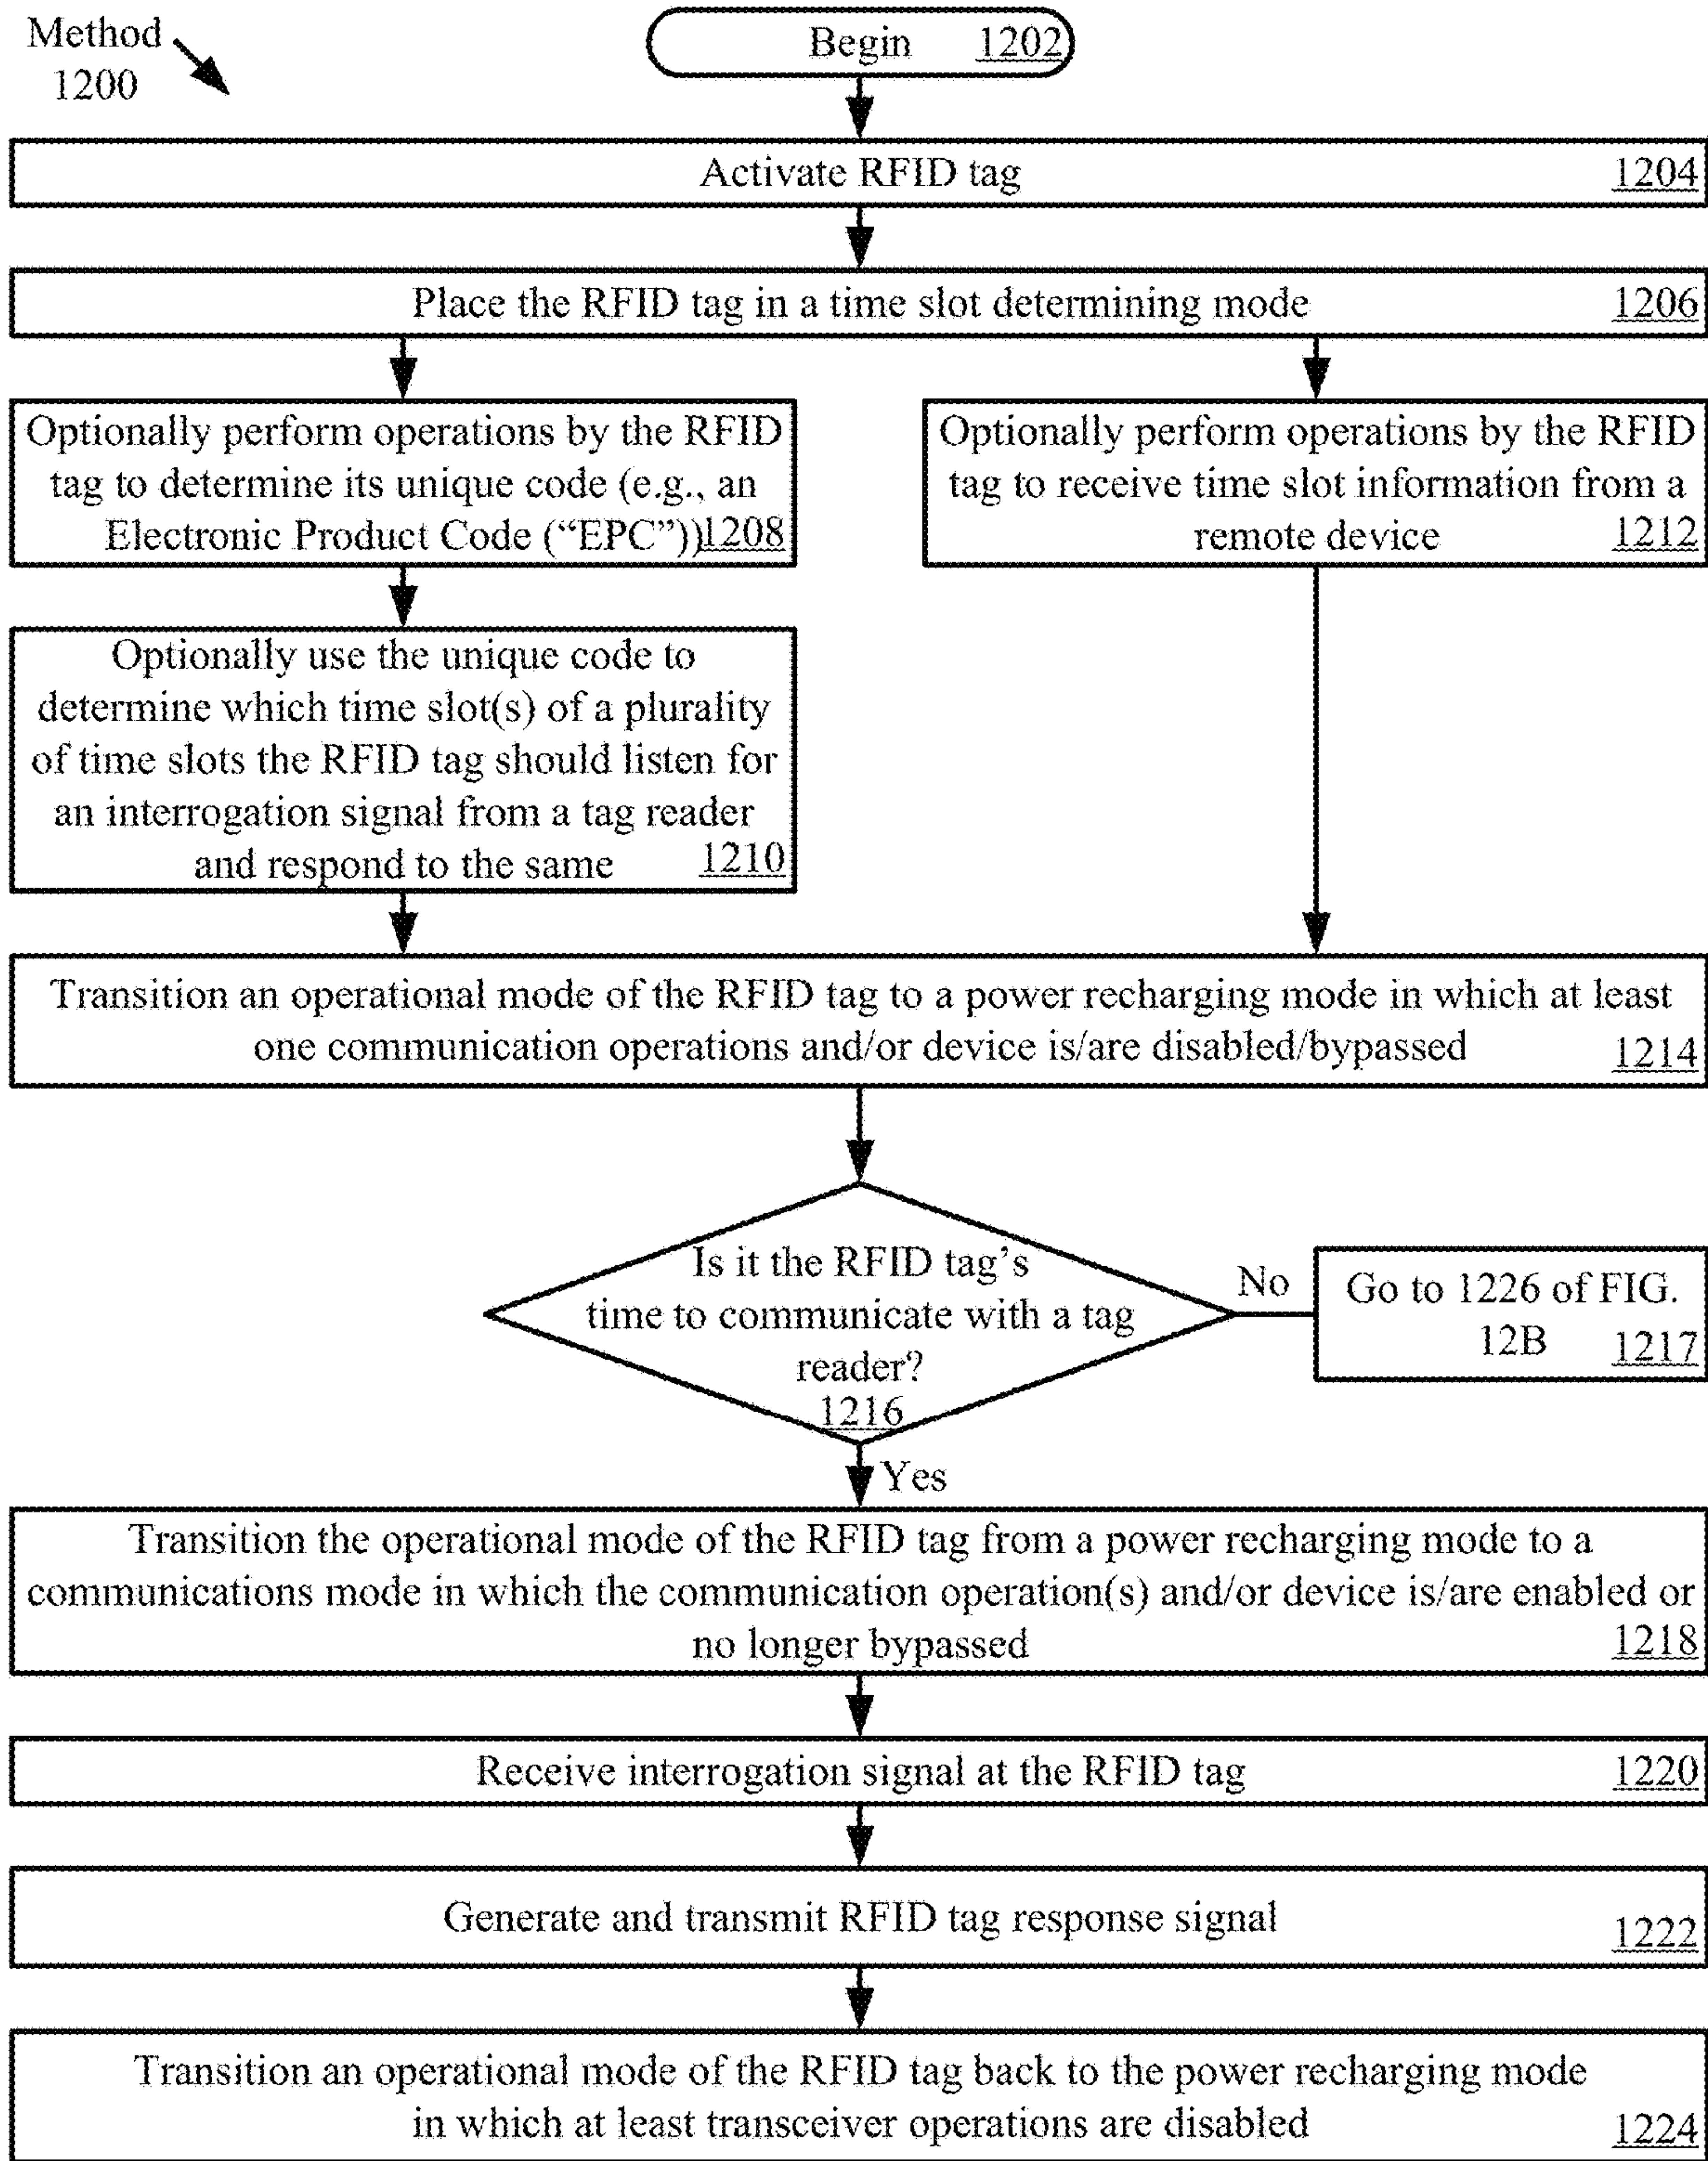 Method
1200
Begin 1202
Activate RFID tag 1204
Place the RFID tag in a time slot determining mode 1206
Optionally perform operations by the RFID
tag to determine its unique code (e.g., an
Electronic Product Code (“EPC”)) 1208
Optionally perform operations by the RFID
tag to receive time slot information from a
remote device 1212
Optionally use the unique code to
determine which time slot(s) of a plurality
of time slots the RFID tag should listen for
an interrogation signal from a tag reader
and respond to the same 1210
Transition an operational mode of the RFID tag to a power recharging mode in which at least
one communication operations and/or device is/are disabled/bypassed 1214
Is it the RFID tag’s
time to communicate with a tag
reader?
1216
No
Go to 1226 of FIG.
12B 1217
Yes
Transition the operational mode of the RFID tag from a power recharging mode to a
communications mode in which the communication operation(s) and/or device is/are enabled or
no longer bypassed 1218
Receive interrogation signal at the RFID tag 1220
Generate and transmit RFID tag response signal 1222
Transition an operational mode of the RFID tag back to the power recharging mode
in which at least transceiver operations are disabled 1224